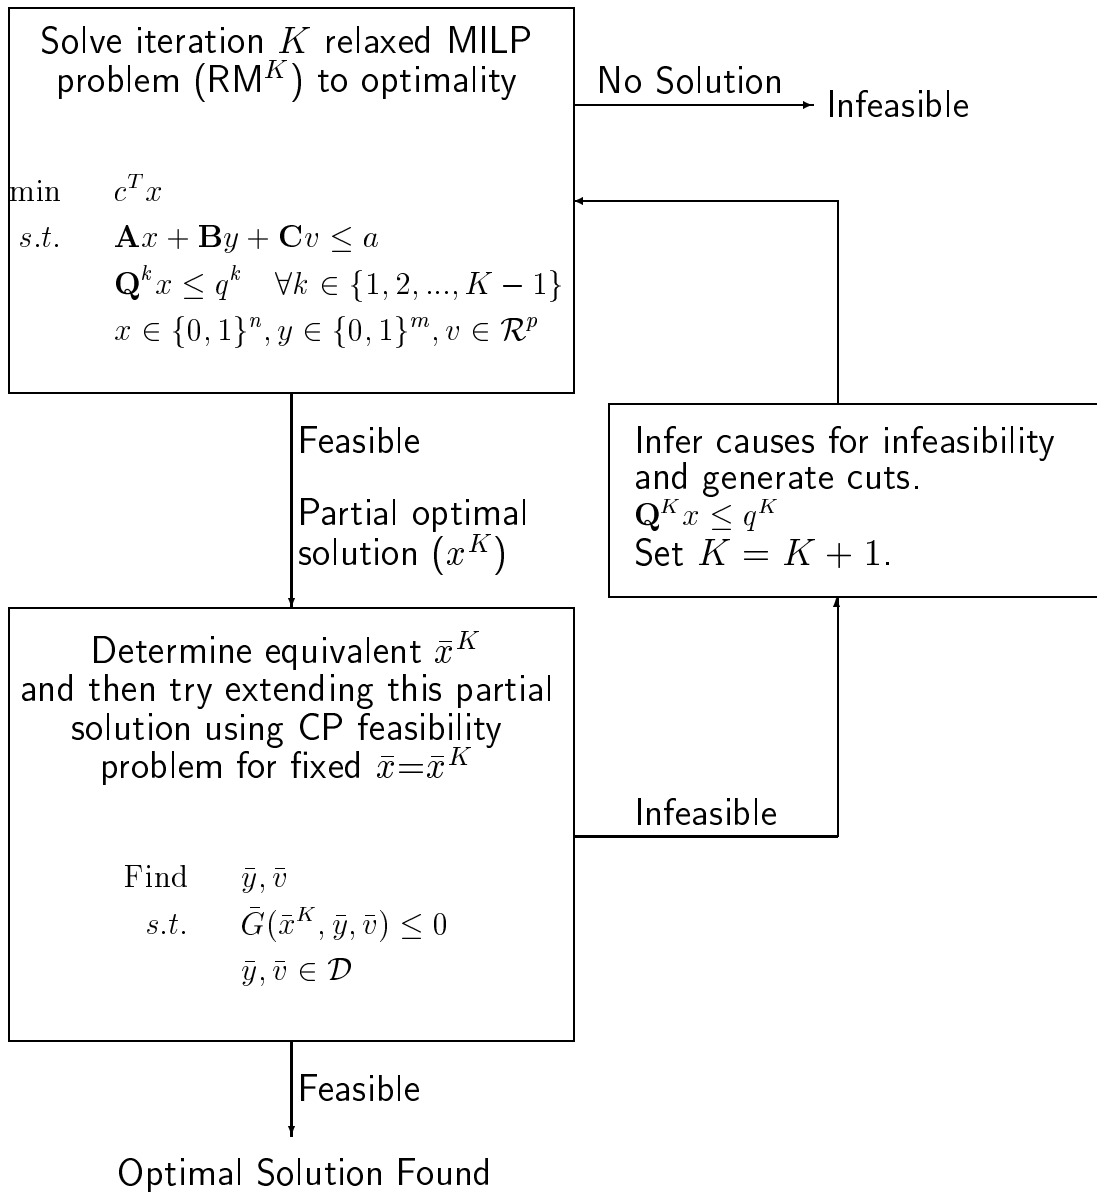 Solve iteration K relaxed MILP
problem (RM^K) to optimality
min c^T x
s.t. Ax + By + Cv ≤ a
Q^k x ≤ q^k ∀k ∈ {1, 2, ..., K − 1}
x ∈ {0, 1}^n, y ∈ {0, 1}^m, v ∈ ℛ^p
No Solution
Infeasible
Feasible
Partial optimal
solution (x^K)
Infer causes for infeasibility
and generate cuts.
Q^K x ≤ q^K
Set K = K + 1.
Determine equivalent x̄^K
and then try extending this partial
solution using CP feasibility
problem for fixed x̄=x̄^K
Find ȳ, v̄
s.t. Ḡ(x̄^K, ȳ, v̄) ≤ 0
ȳ, v̄ ∈ 𝒟
Infeasible
Feasible
Optimal Solution Found